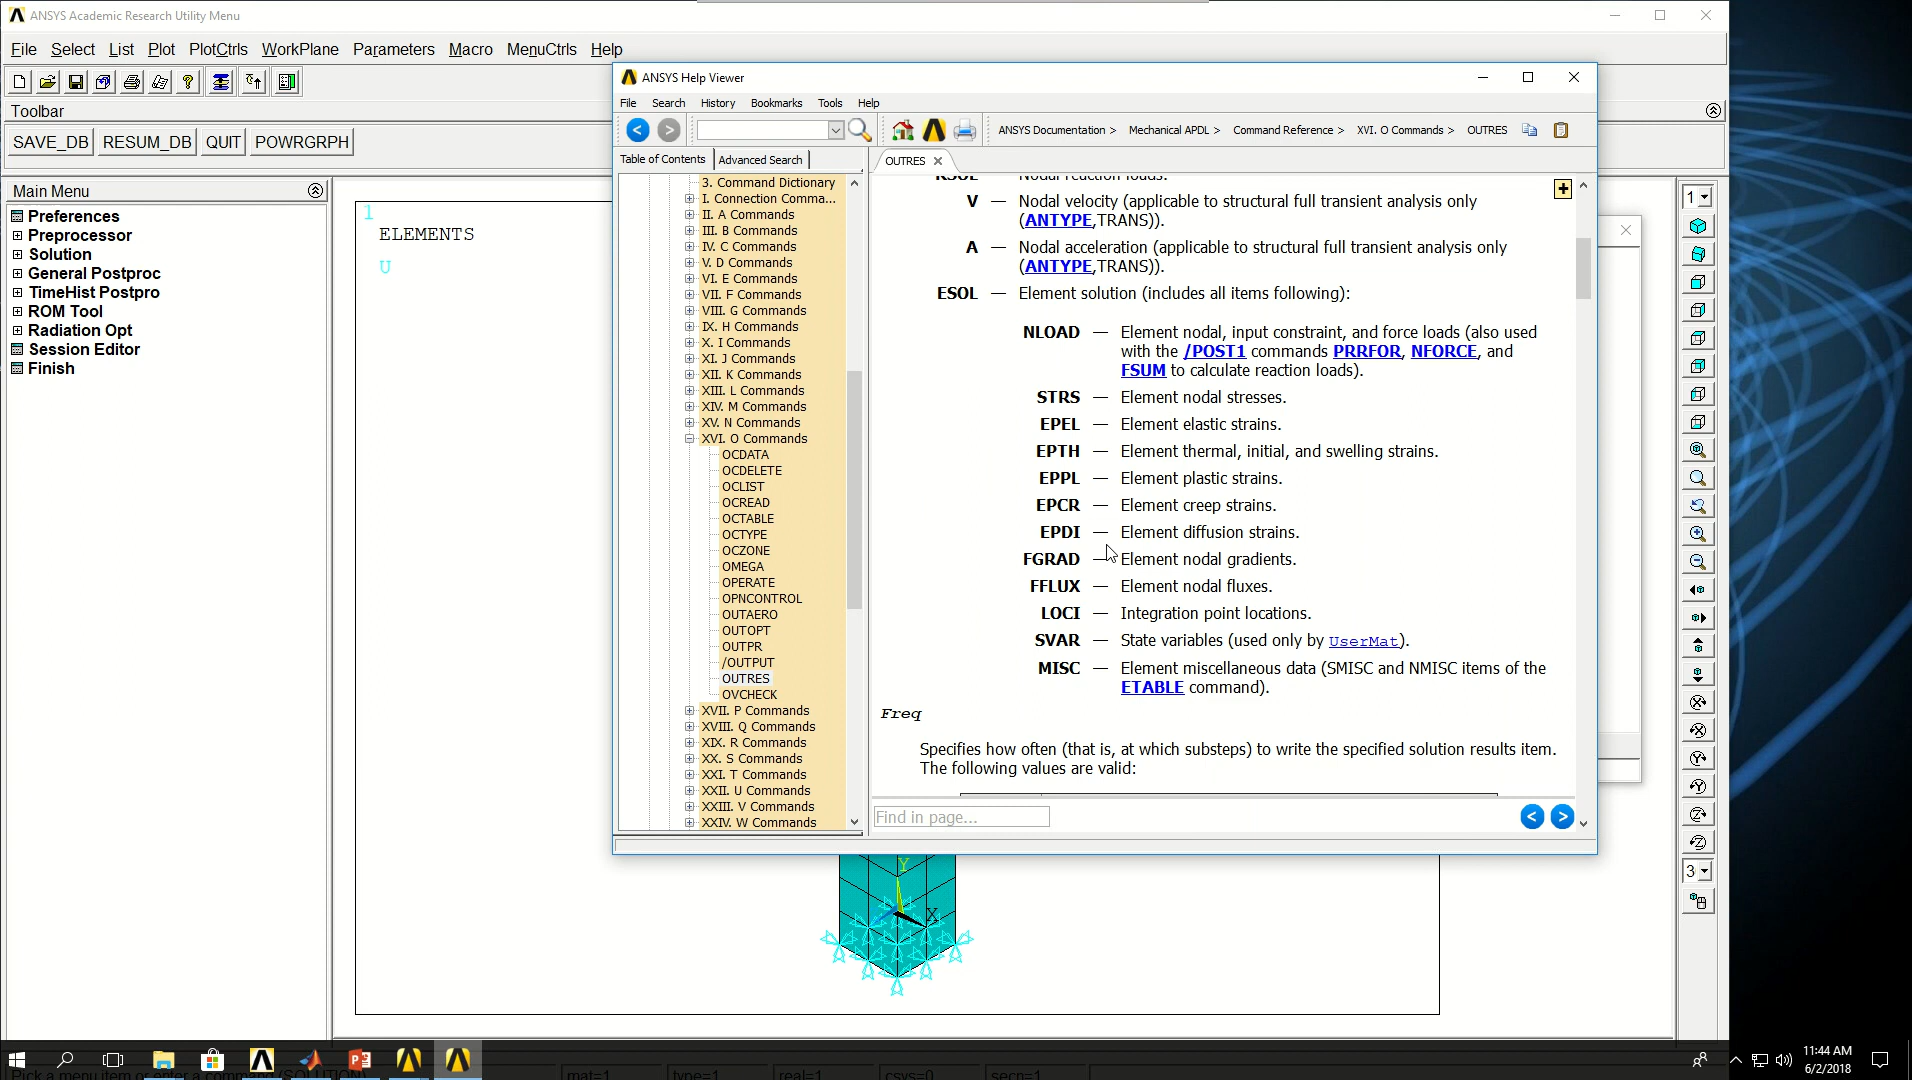 ANSYS Academic Research Utility Menu
File Select List Plot PlotCtrls WorkPlane Parameters Macro MenuCtrls Help
Toolbar
SAVE_DB RESUM_DB QUIT POWRGRPH
Main Menu
Preferences
Preprocessor
Solution
General Postproc
TimeHist Postpro
ROM Tool
Radiation Opt
Session Editor
Finish
1
ELEMENTS
U
ANSYS Help Viewer
File Search History Bookmarks Tools Help
ANSYS Documentation > Mechanical APDL > Command Reference > XVI. O Commands > OUTRES
Table of Contents Advanced Search
3. Command Dictionary
I. Connection Comma...
II. A Commands
III. B Commands
IV. C Commands
V. D Commands
VI. E Commands
VII. F Commands
VIII. G Commands
IX. H Commands
X. I Commands
XI. J Commands
XII. K Commands
XIII. L Commands
XIV. M Commands
XV. N Commands
XVI. O Commands
OCDATA
OCDELETE
OCLIST
OCREAD
OCTABLE
OCTYPE
OCZONE
OMEGA
OPERATE
OPNCONTROL
OUTAERO
OUTOPT
OUTPR
/OUTPUT
OUTRES
OVCHECK
XVII. P Commands
XVIII. Q Commands
XIX. R Commands
XX. S Commands
XXI. T Commands
XXII. U Commands
XXIII. V Commands
XXIV. W Commands
OUTRES
RSOL — Nodal reaction loads.
V — Nodal velocity (applicable to structural full transient analysis only
(ANTYPE,TRANS)).
A — Nodal acceleration (applicable to structural full transient analysis only
(ANTYPE,TRANS)).
ESOL — Element solution (includes all items following):
NLOAD — Element nodal, input constraint, and force loads (also used
with the /POST1 commands PRRFOR, NFORCE, and
FSUM to calculate reaction loads).
STRS — Element nodal stresses.
EPEL — Element elastic strains.
EPTH — Element thermal, initial, and swelling strains.
EPPL — Element plastic strains.
EPCR — Element creep strains.
EPDI — Element diffusion strains.
FGRAD — Element nodal gradients.
FFLUX — Element nodal fluxes.
LOCI — Integration point locations.
SVAR — State variables (used only by UserMat).
MISC — Element miscellaneous data (SMISC and NMISC items of the
ETABLE command).
Freq
Specifies how often (that is, at which substeps) to write the specified solution results item.
The following values are valid:
Find in page...
Y
X
1
3
Pick a menu item or enter a command (SOLUTION)
mat=1 type=1 real=1 csys=0 secn=1
11:44 AM
6/2/2018